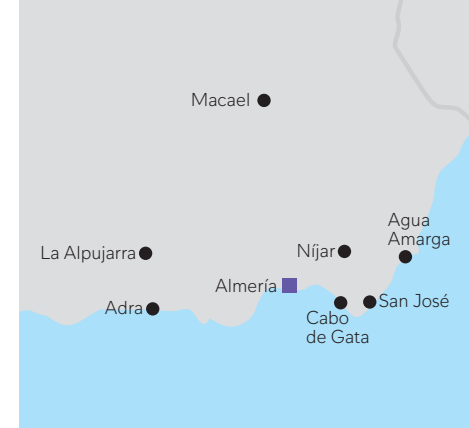 Macael
Agua
Amarga
La Alpujarra
Níjar
Almería
San José
Adra
Cabo
de Gata